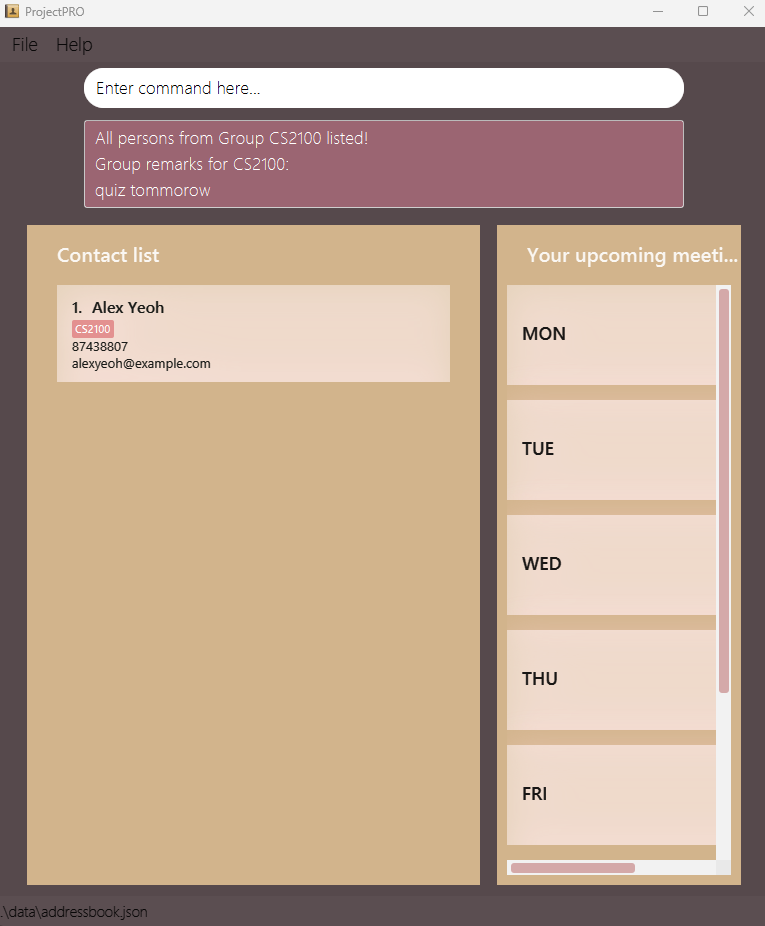 ProjectPRO
File Help
Enter command here...
All persons from Group CS2100 listed!
Group remarks for CS2100:
quiz tommorow
Contact list
1. Alex Yeoh
CS2100
87438807
alexyeoh@example.com
Your upcoming meeti...
MON
TUE
WED
THU
FRI
.\data\addressbook.json